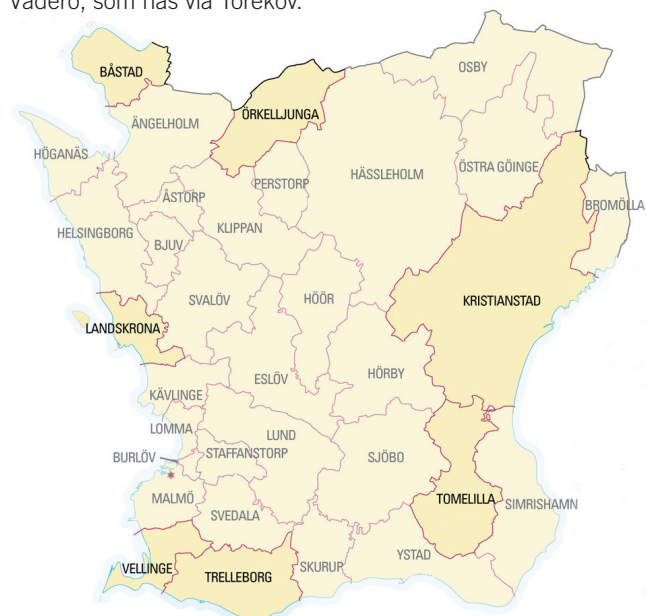 Väderö, som nås via Torekov.
OSBY
BÅSTAD
ÖRKELLJUNGA
ÄNGELHOLM
HÖGANÄS
HÄSSLEHOLM
ÖSTRA GÖINGE
PERSTORP
ÅSTORP
BROMÖLLA
KLIPPAN
HELSINGBORG
BJUV
SVALÖV
HÖÖR
KRISTIANSTAD
LANDSKRONA
ESLÖV
HÖRBY
KÄVLINGE
LOMMA
LUND
BURLÖV
STAFFANSTORP
SJÖBO
MALMÖ
TOMELILLA
SIMRISHAMN
SVEDALA
YSTAD
VELLINGE
SKURUP
TRELLEBORG